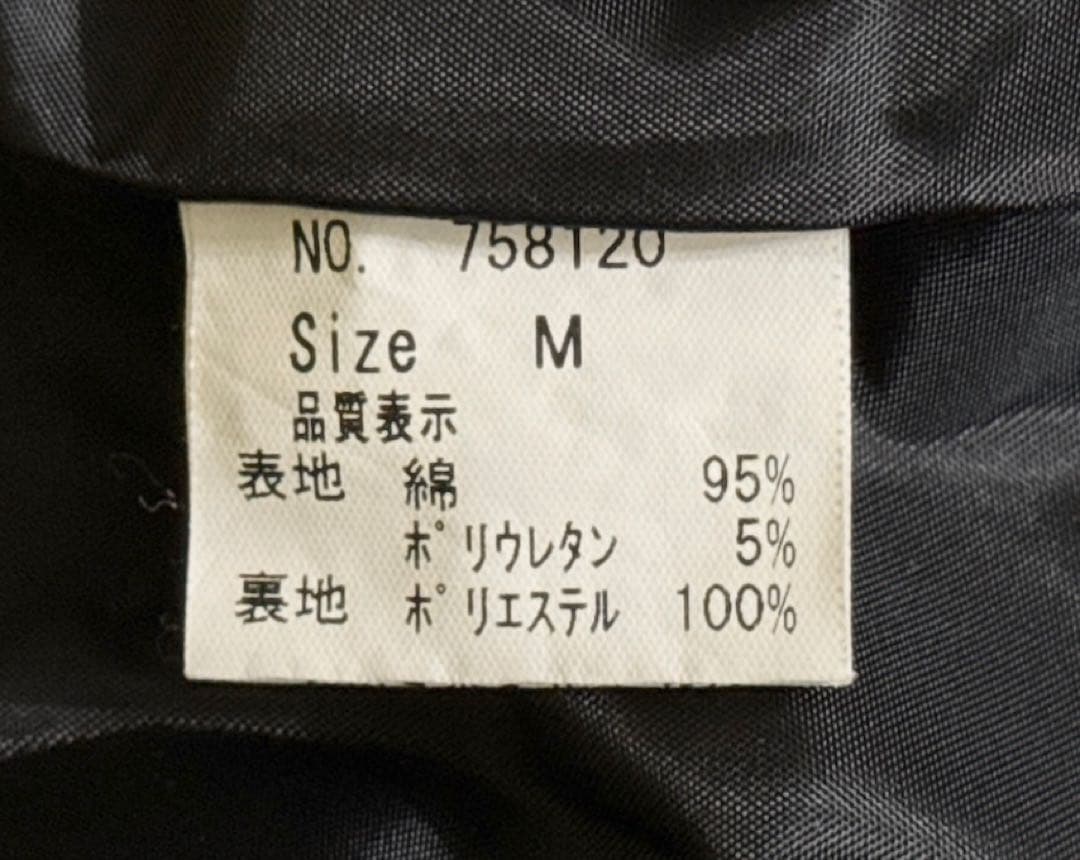 NO. 758120
Size M
品質表示
表地 綿 95%
ポリウレタン 5%
裏地 ポリエステル 100%